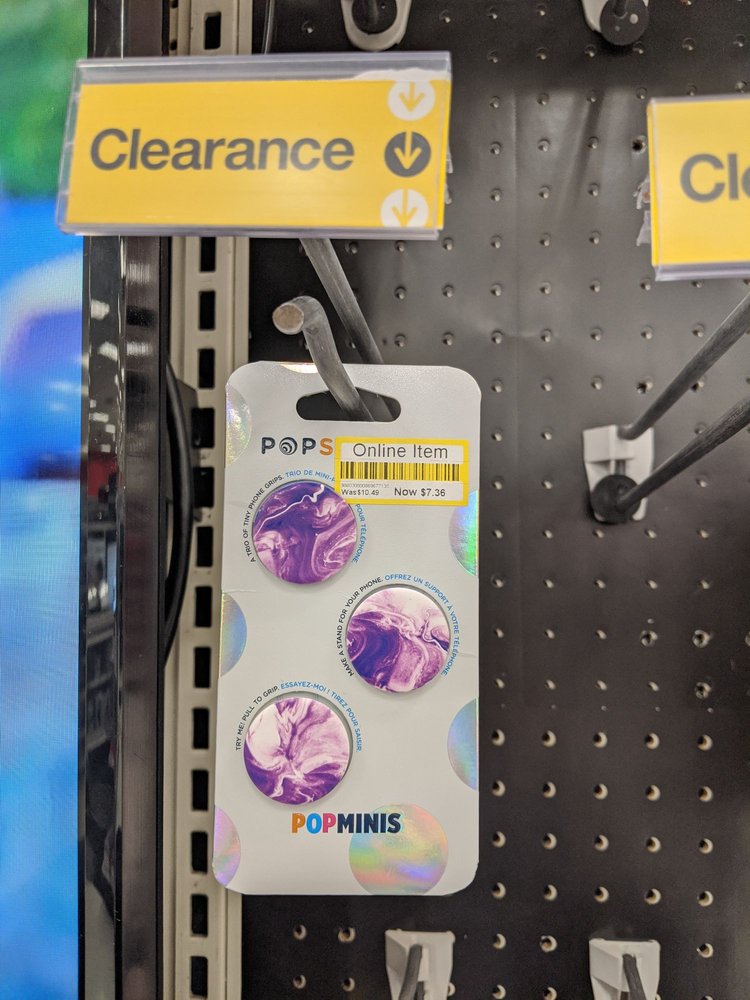 Clearance
Cl
POPS
Online Item
Was $10.49 Now $7.36
A TRIO OF TINY PHONE GRIPS. TRIO DE MINI-P
POUR TÉLÉPHONE
MAKE A STAND FOR YOUR PHONE. OFFREZ UN SUPPORT À VOTRE TÉLÉPHONE.
TRY ME! PULL TO GRIP. ESSAYEZ-MOI ! TIREZ POUR SAISIR.
POPMINIS